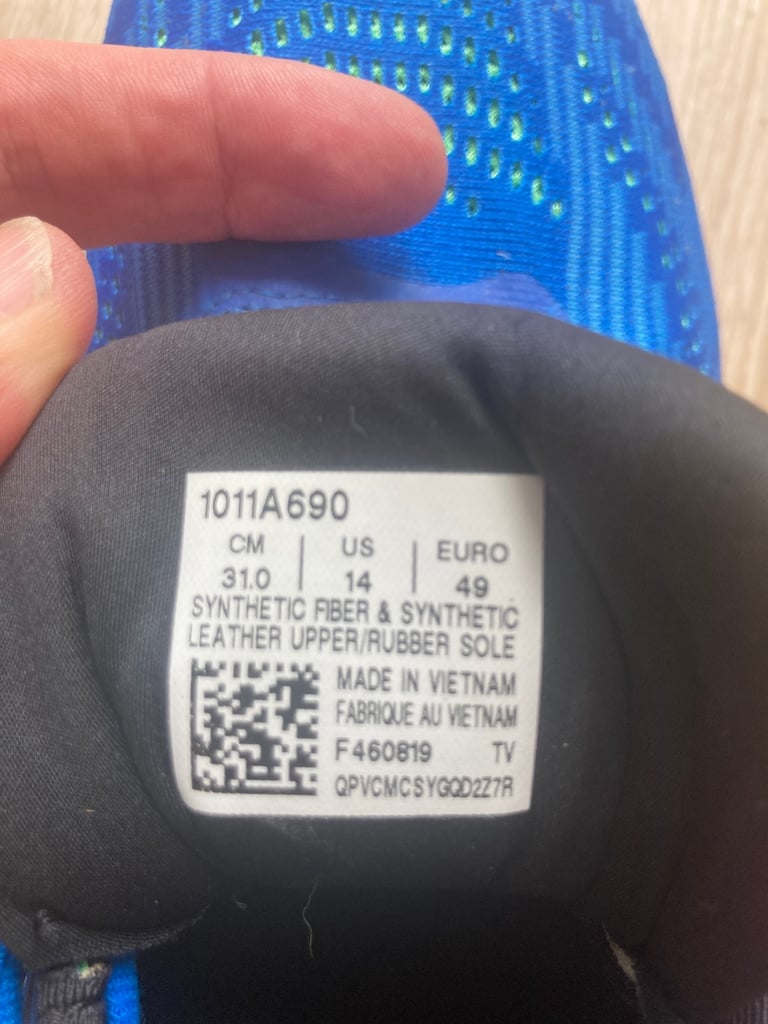 1011A690
CM | US | EURO
31.0 | 14 | 49
SYNTHETIC FIBER & SYNTHETIC
LEATHER UPPER/RUBBER SOLE
MADE IN VIETNAM
FABRIQUE AU VIETNAM
F460819 TV
QPVCMCSYGQD2Z7R